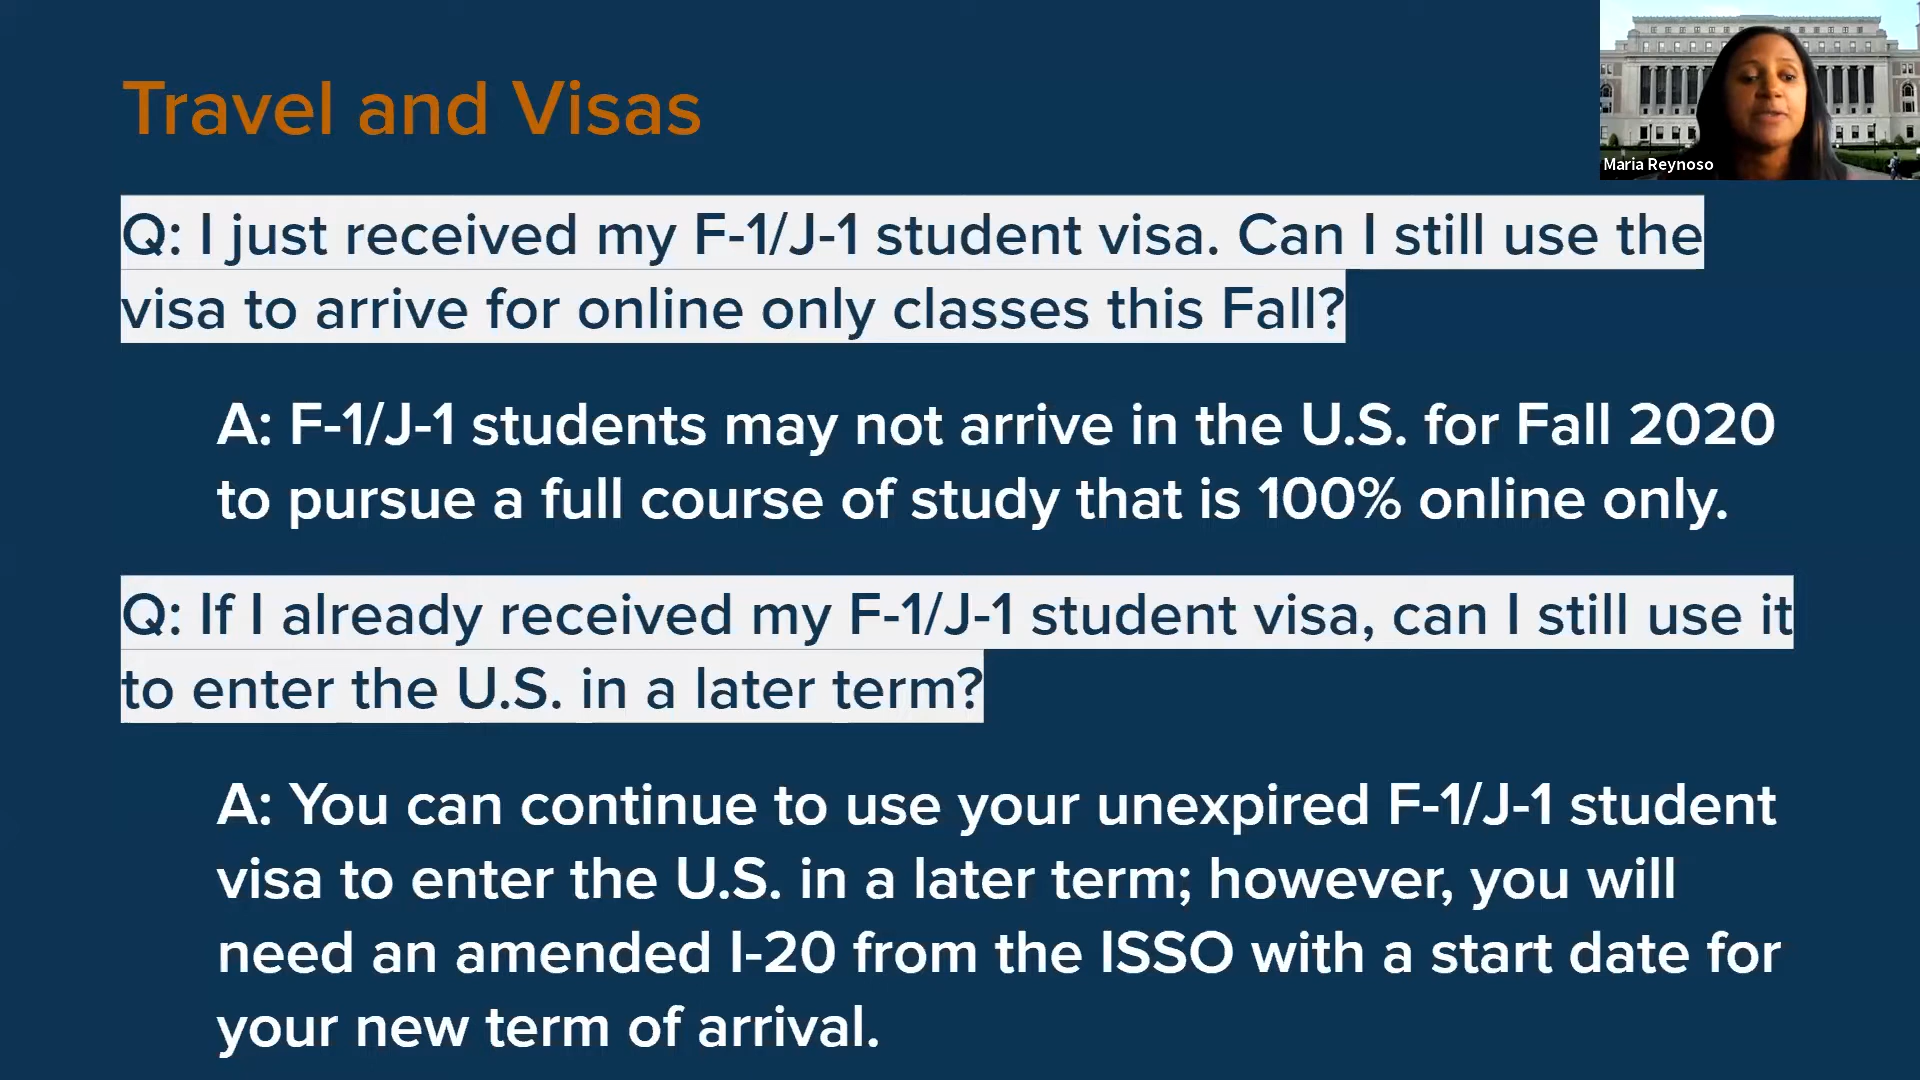 Travel and Visas
Maria Reynoso
Q: I just received my F-1/J-1 student visa. Can I still use the
visa to arrive for online only classes this Fall?
A: F-1/J-1 students may not arrive in the U.S. for Fall 2020
to pursue a full course of study that is 100% online only.
Q: If I already received my F-1/J-1 student visa, can I still use it
to enter the U.S. in a later term?
A: You can continue to use your unexpired F-1/J-1 student
visa to enter the U.S. in a later term; however, you will
need an amended I-20 from the ISSO with a start date for
your new term of arrival.